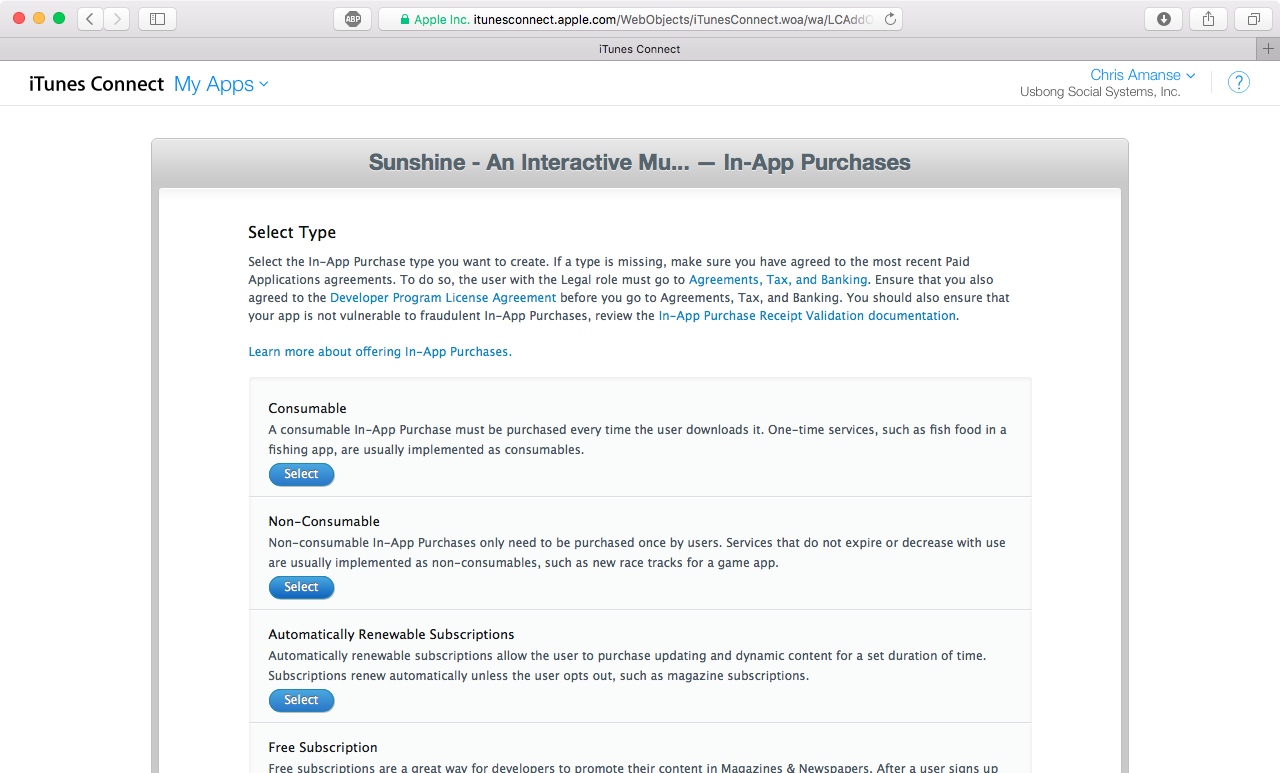 ABP
Apple Inc. itunesconnect.apple.com/WebObjects/iTunesConnect.woa/wa/LCAdd
iTunes Connect
iTunes Connect My Apps
Chris Amanse
Usbong Social Systems, Inc.
?
Sunshine - An Interactive Mu... — In-App Purchases
Select Type
Select the In-App Purchase type you want to create. If a type is missing, make sure you have agreed to the most recent Paid
Applications agreements. To do so, the user with the Legal role must go to Agreements, Tax, and Banking. Ensure that you also
agreed to the Developer Program License Agreement before you go to Agreements, Tax, and Banking. You should also ensure that
your app is not vulnerable to fraudulent In-App Purchases, review the In-App Purchase Receipt Validation documentation.
Learn more about offering In-App Purchases.
Consumable
A consumable In-App Purchase must be purchased every time the user downloads it. One-time services, such as fish food in a
fishing app, are usually implemented as consumables.
Select
Non-Consumable
Non-consumable In-App Purchases only need to be purchased once by users. Services that do not expire or decrease with use
are usually implemented as non-consumables, such as new race tracks for a game app.
Select
Automatically Renewable Subscriptions
Automatically renewable subscriptions allow the user to purchase updating and dynamic content for a set duration of time.
Subscriptions renew automatically unless the user opts out, such as magazine subscriptions.
Select
Free Subscription
Free subscriptions are a great way for developers to promote their content in Magazines & Newspapers. After a user signs up